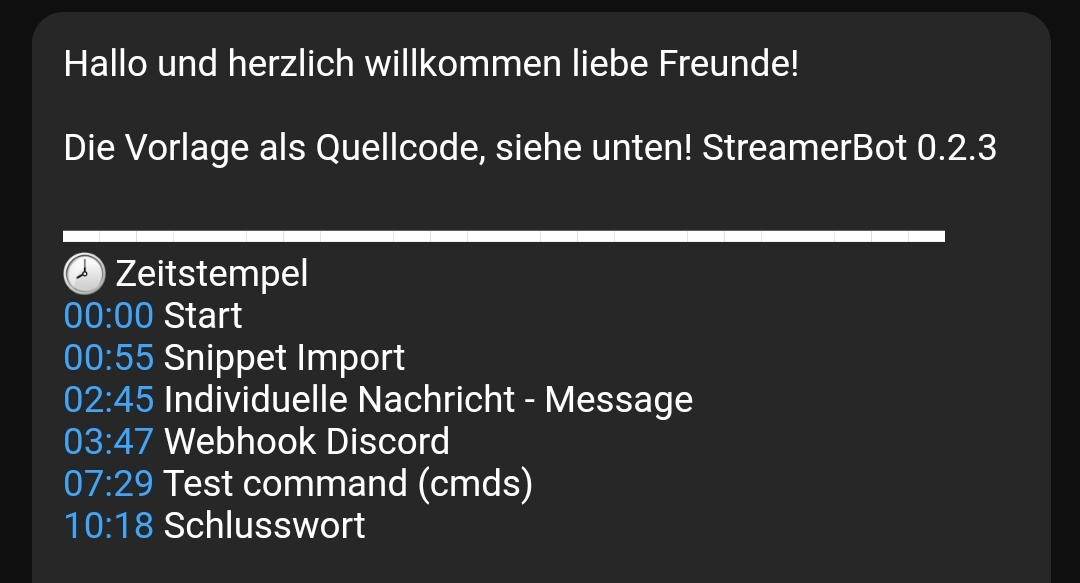 Hallo und herzlich willkommen liebe Freunde!
Die Vorlage als Quellcode, siehe unten! StreamerBot 0.2.3
🕗 Zeitstempel
00:00 Start
00:55 Snippet Import
02:45 Individuelle Nachricht - Message
03:47 Webhook Discord
07:29 Test command (cmds)
10:18 Schlusswort